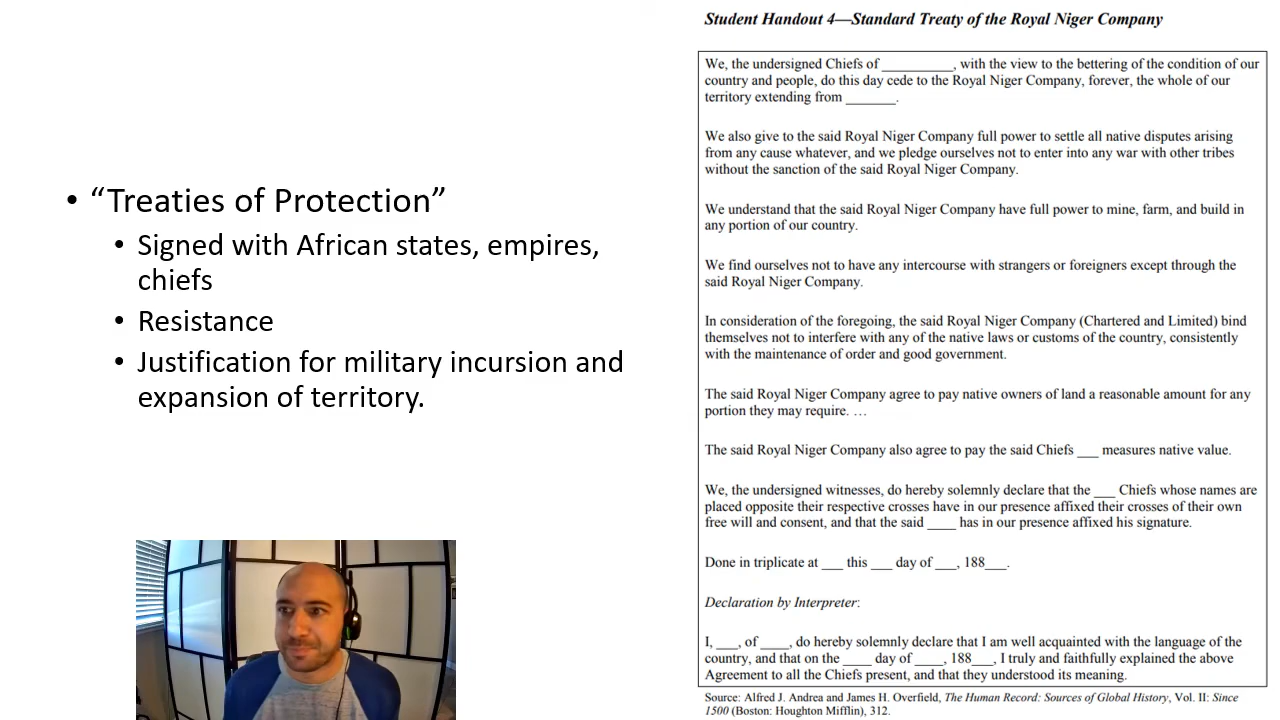 • “Treaties of Protection”
• Signed with African states, empires,
chiefs
• Resistance
• Justification for military incursion and
expansion of territory.
Student Handout 4—Standard Treaty of the Royal Niger Company
We, the undersigned Chiefs of __________, with the view to the bettering of the condition of our
country and people, do this day cede to the Royal Niger Company, forever, the whole of our
territory extending from _______.
We also give to the said Royal Niger Company full power to settle all native disputes arising
from any cause whatever, and we pledge ourselves not to enter into any war with other tribes
without the sanction of the said Royal Niger Company.
We understand that the said Royal Niger Company have full power to mine, farm, and build in
any portion of our country.
We find ourselves not to have any intercourse with strangers or foreigners except through the
said Royal Niger Company.
In consideration of the foregoing, the said Royal Niger Company (Chartered and Limited) bind
themselves not to interfere with any of the native laws or customs of the country, consistently
with the maintenance of order and good government.
The said Royal Niger Company agree to pay native owners of land a reasonable amount for any
portion they may require. …
The said Royal Niger Company also agree to pay the said Chiefs ___ measures native value.
We, the undersigned witnesses, do hereby solemnly declare that the ___ Chiefs whose names are
placed opposite their respective crosses have in our presence affixed their crosses of their own
free will and consent, and that the said ____ has in our presence affixed his signature.
Done in triplicate at ___ this ___ day of ___, 188___.
Declaration by Interpreter:
I, ___, of ____, do hereby solemnly declare that I am well acquainted with the language of the
country, and that on the ____ day of ____, 188___, I truly and faithfully explained the above
Agreement to all the Chiefs present, and that they understood its meaning.
Source: Alfred J. Andrea and James H. Overfield, The Human Record: Sources of Global History, Vol. II: Since
1500 (Boston: Houghton Mifflin), 312.